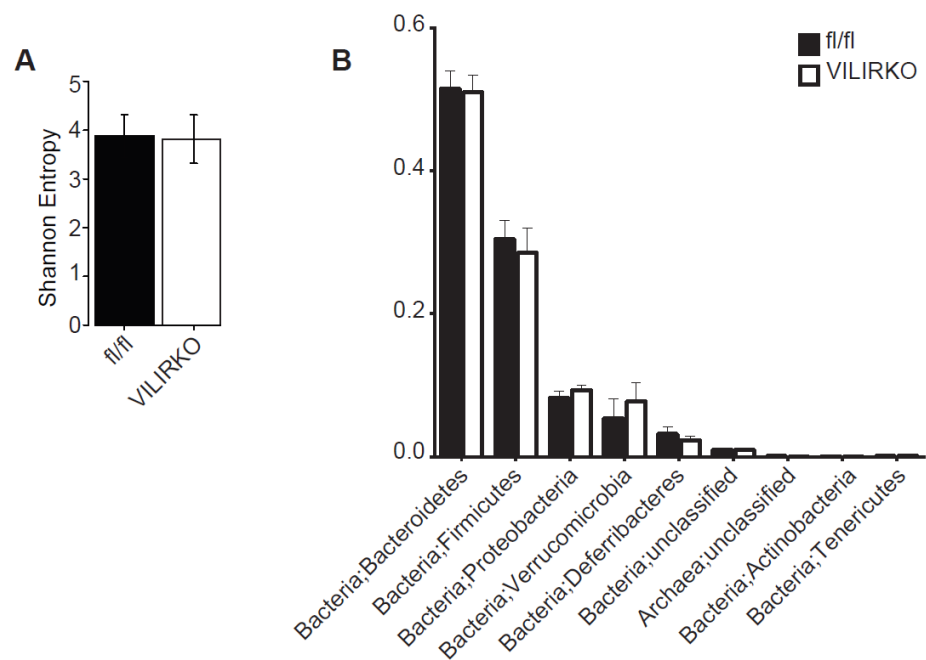 A
5
4
3
2
1
0
Shannon Entropy
fl/fl
VILIRKO
B
0.6
0.4
0.2
0.0
fl/fl
VILIRKO
Bacteria;Bacteroidetes
Bacteria;Firmicutes
Bacteria;Proteobacteria
Bacteria;Verrucomicrobia
Bacteria;Deferribacteres
Bacteria;unclassified
Archaea;unclassified
Bacteria;Actinobacteria
Bacteria;Tenericutes